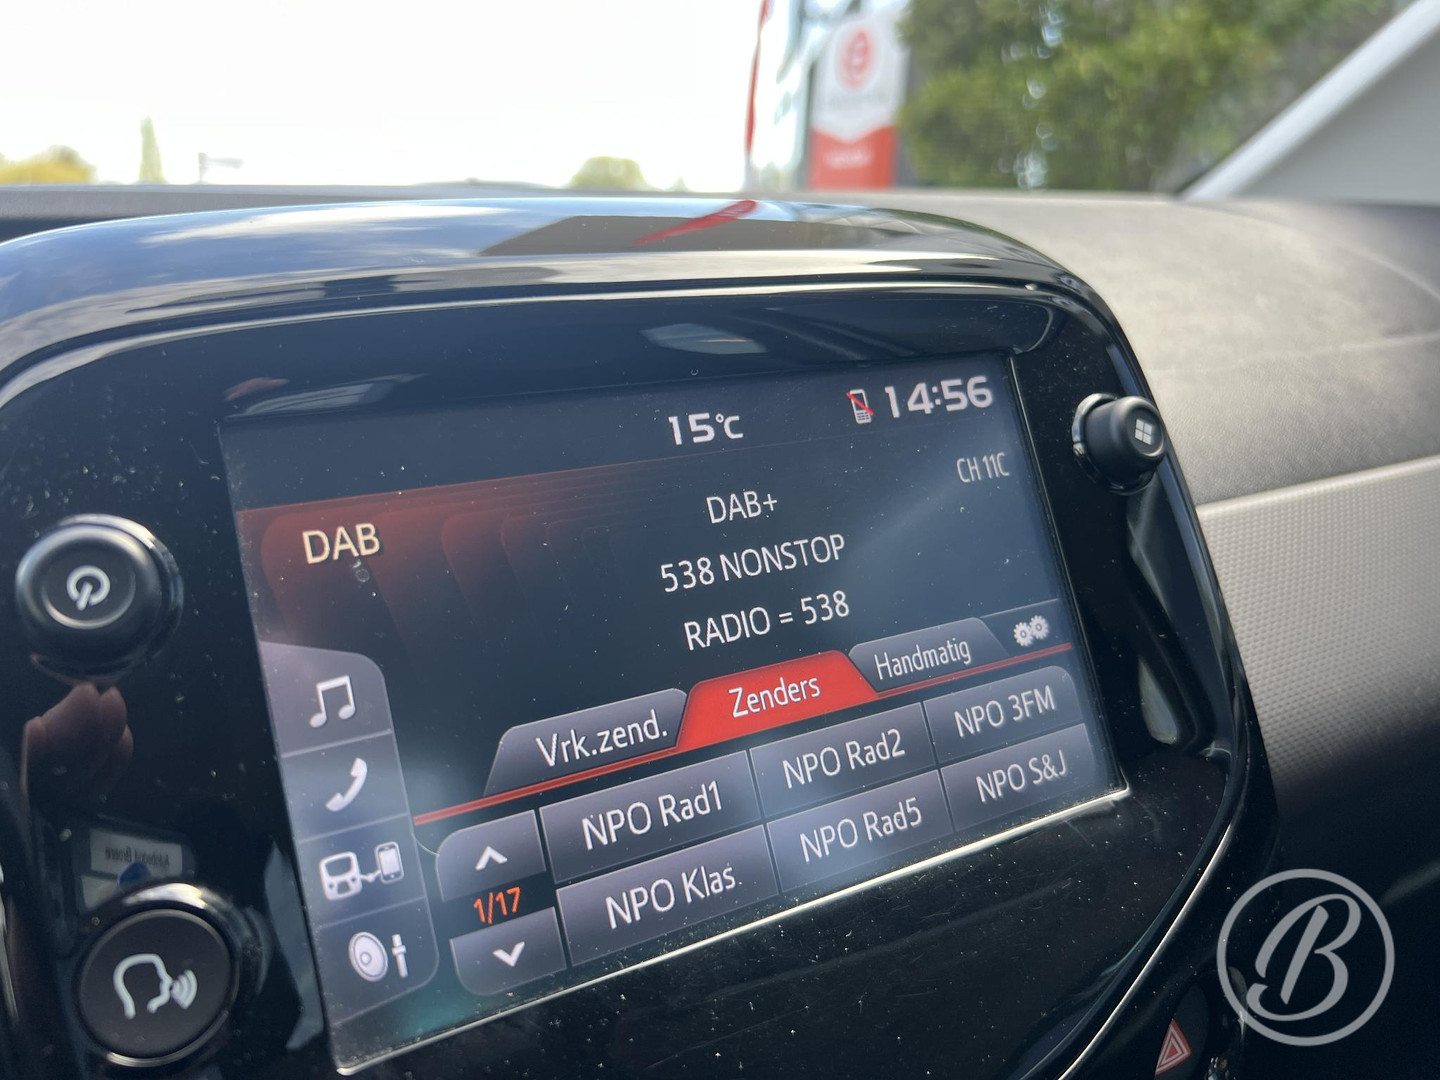 15°C
14:56
CH 11C
DAB
DAB+
538 NONSTOP
RADIO = 538
Vrk.zend.
Zenders
Handmatig
NPO Rad1
NPO Rad2
NPO 3FM
1/17
NPO Klas
NPO Rad5
NPO S&J
B